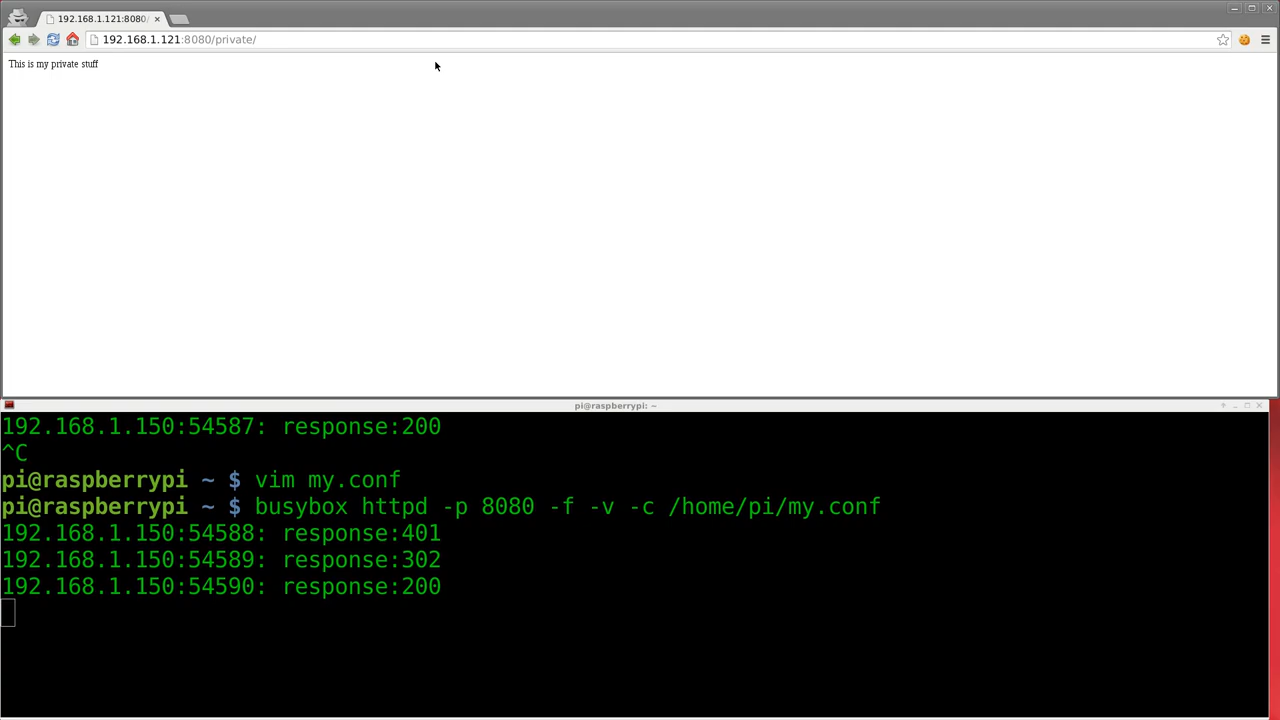 192.168.1.121:8080/
192.168.1.121:8080/private/
This is my private stuff
pi@raspberrypi: ~
192.168.1.150:54587: response:200
^C
pi@raspberrypi ~ $ vim my.conf
pi@raspberrypi ~ $ busybox httpd -p 8080 -f -v -c /home/pi/my.conf
192.168.1.150:54588: response:401
192.168.1.150:54589: response:302
192.168.1.150:54590: response:200